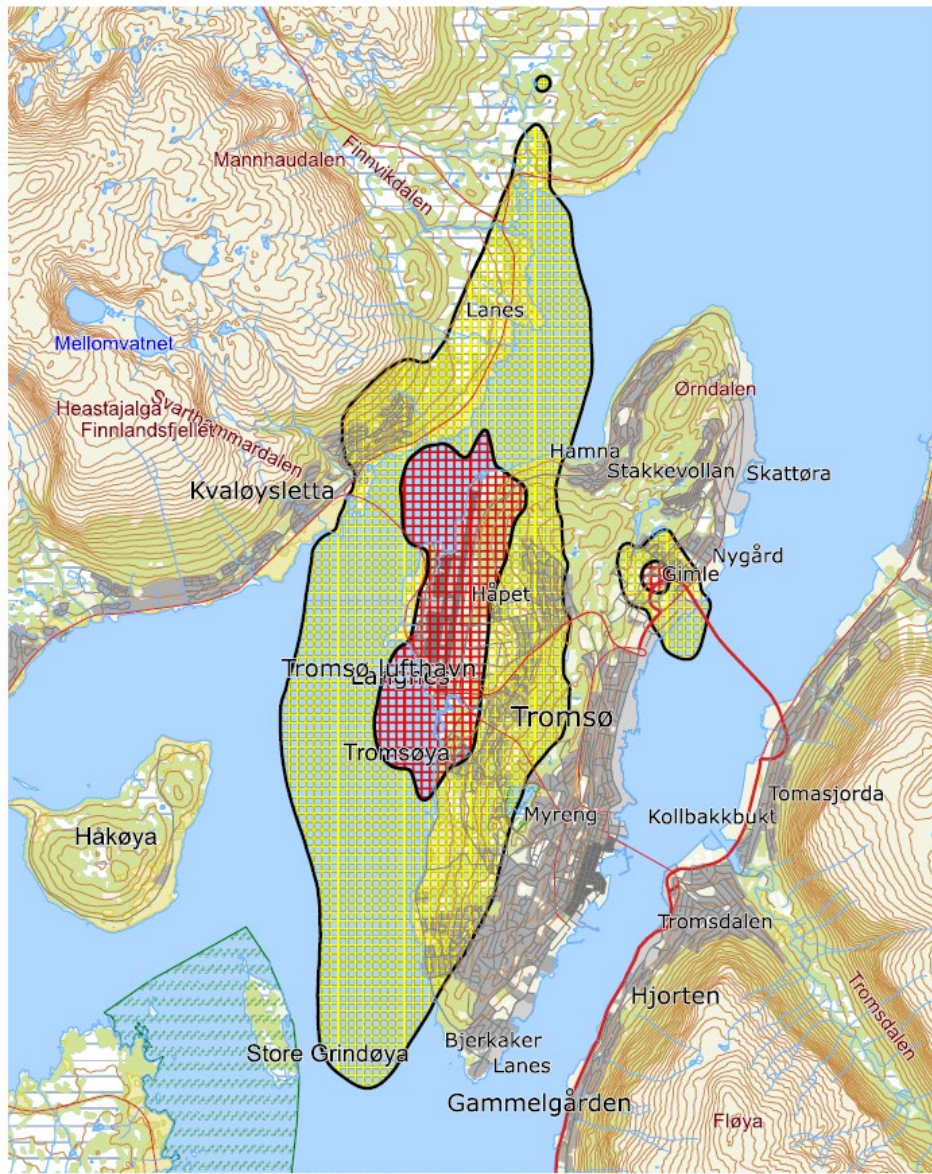 Mannhaudalen
Finnvikdalen
Lanes
Mellomvatnet
Ørndalen
Heastajalga
Svarthammardalen
Finnlandsfjellet
Hamna
Stakkevollan
Skattøra
Kvaløysletta
Nygård
Gimle
Håpet
Tromsø lufthavn
Langnes
Tromsø
Tromsøya
Tomasjorda
Myreng
Kollbakkbukt
Håkøya
Tromsdalen
Hjorten
Tromsdalen
Bjerkaker
Store Grindøya
Lanes
Gammelgården
Fløya